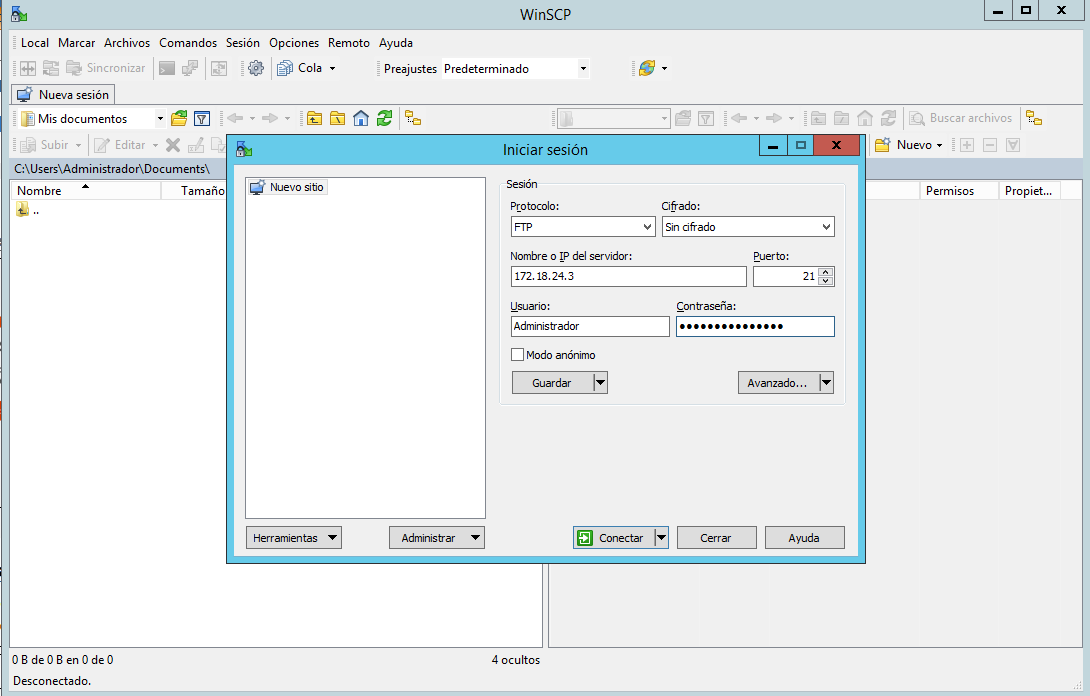 WinSCP
Local Marcar Archivos Comandos Sesión Opciones Remoto Ayuda
Sincronizar Cola Preajustes Predeterminado
Nueva sesión
Mis documentos Buscar archivos
Subir Editar Nuevo
C:\Users\Administrador\Documents\
Nombre Tamaño Permisos Propiet...
..
Iniciar sesión
Nuevo sitio
Sesión
Protocolo: Cifrado:
FTP Sin cifrado
Nombre o IP del servidor: Puerto:
172.18.24.3 21
Usuario: Contraseña:
Administrador ●●●●●●●●●●●●●●●
Modo anónimo
Guardar Avanzado...
Herramientas Administrar Conectar Cerrar Ayuda
0 B de 0 B en 0 de 0 4 ocultos
Desconectado.